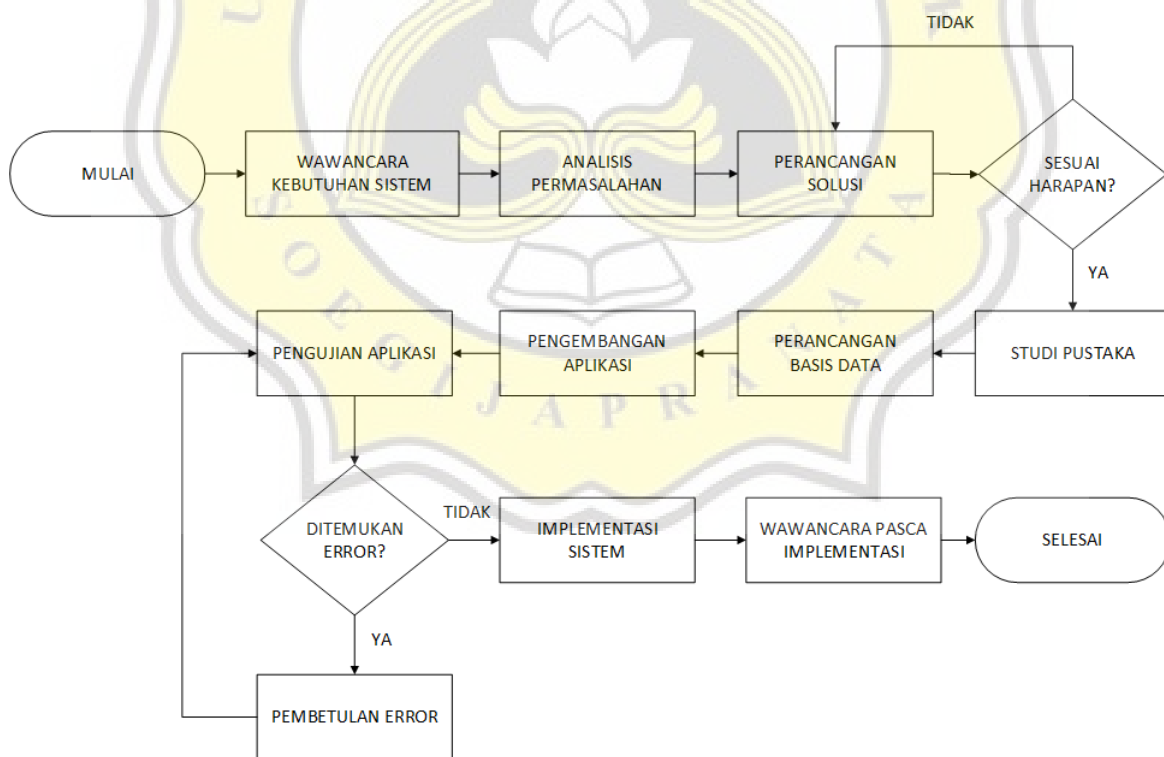 TIDAK
MULAI
WAWANCARA
KEBUTUHAN SISTEM
ANALISIS
PERMASALAHAN
PERANCANGAN
SOLUSI
SESUAI
HARAPAN?
YA
PENGUJIAN APLIKASI
PENGEMBANGAN
APLIKASI
PERANCANGAN
BASIS DATA
STUDI PUSTAKA
DITEMUKAN
ERROR?
TIDAK
IMPLEMENTASI
SISTEM
WAWANCARA PASCA
IMPLEMENTASI
SELESAI
YA
PEMBETULAN ERROR
SOEGIJAPRANATA